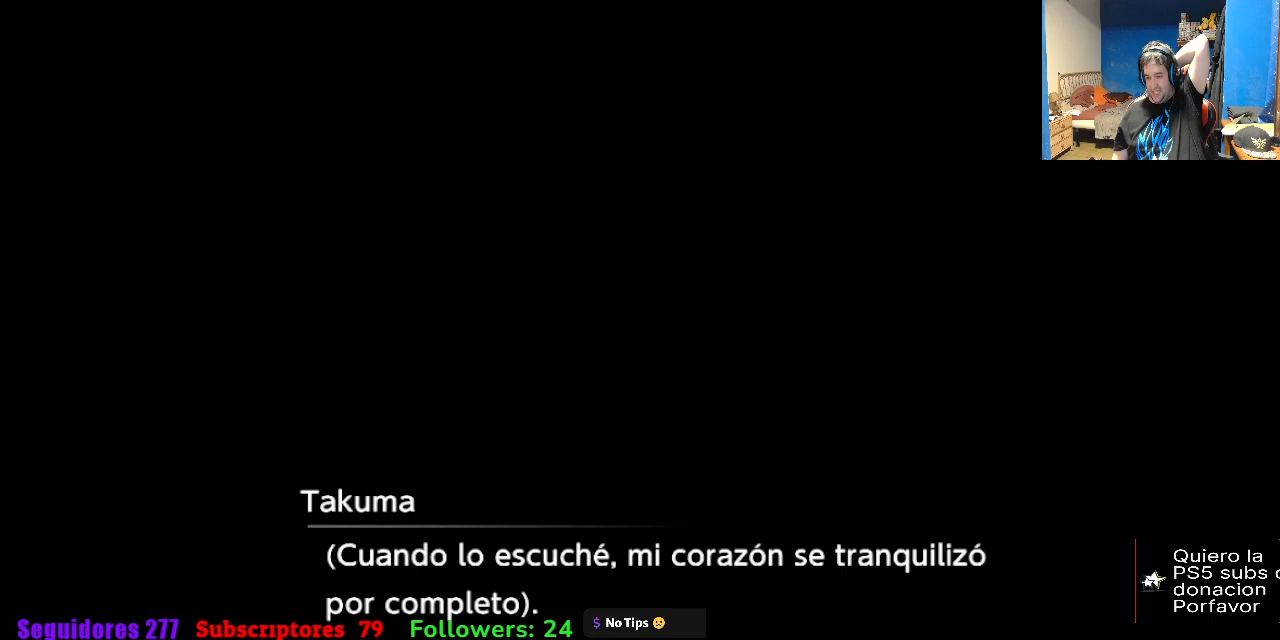 Takuma
(Cuando lo escuché, mi corazón se tranquilizó
por completo).
Quiero la
PS5 subs
donacion
Porfavor
Seguidores 277 Subscriptores 79 Followers: 24 $ No Tips